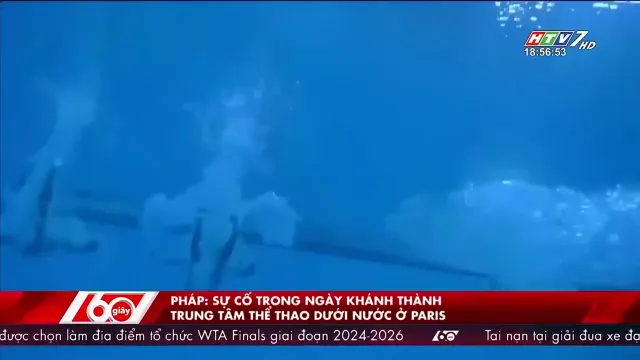 HTV7 HD
18:56:53
60 giây
PHÁP: SỰ CỐ TRONG NGÀY KHÁNH THÀNH
TRUNG TÂM THỂ THAO DƯỚI NƯỚC Ở PARIS
được chọn làm địa điểm tổ chức WTA Finals giai đoạn 2024-2026 60 Tai nạn tại giải đua xe đạ